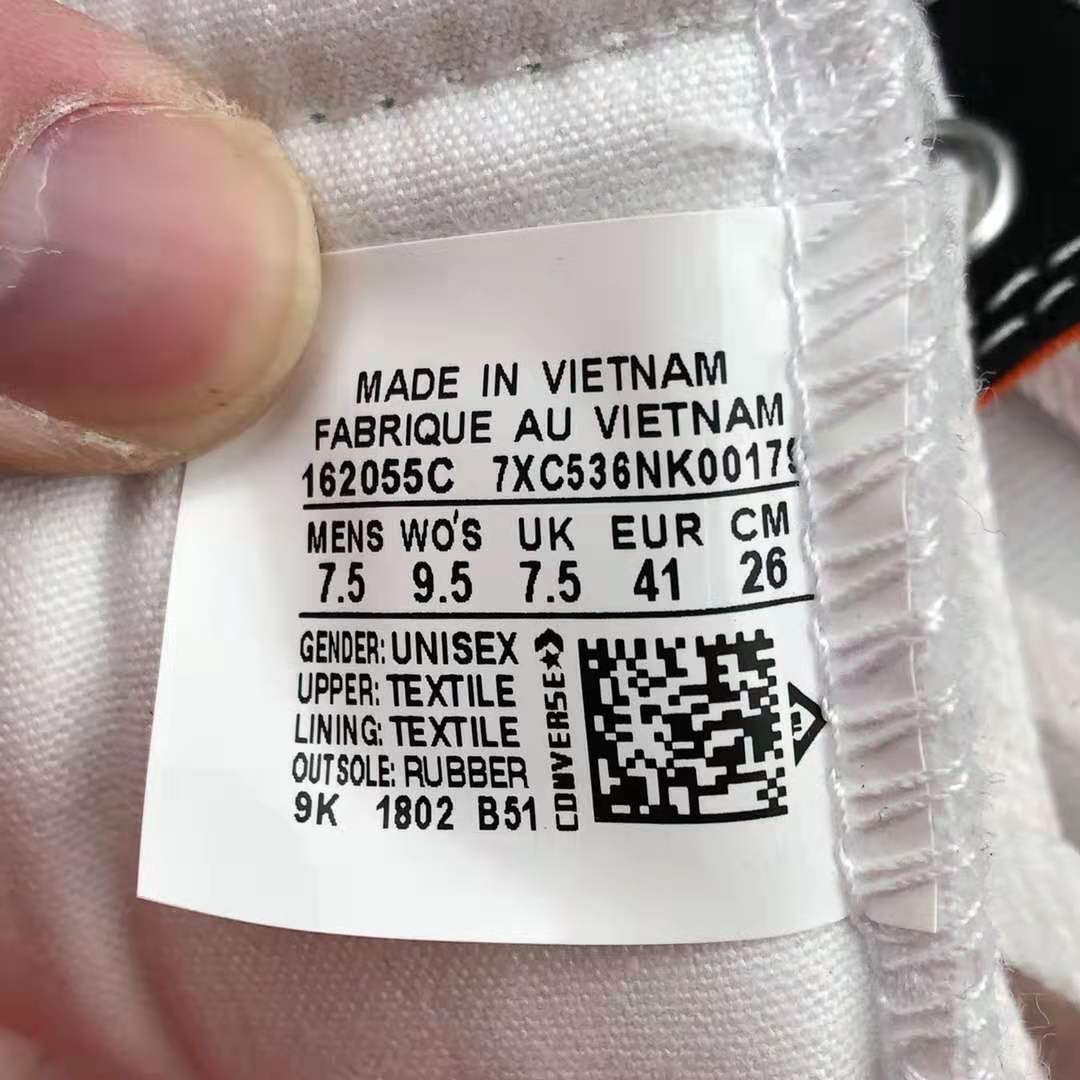 MADE IN VIETNAM
FABRIQUE AU VIETNAM
162055C 7XC536NK00179
MENS WO'S UK EUR CM
7.5 9.5 7.5 41 26
GENDER: UNISEX
UPPER: TEXTILE
LINING: TEXTILE
OUTSOLE: RUBBER
9K 1802 B51
CONVERSE